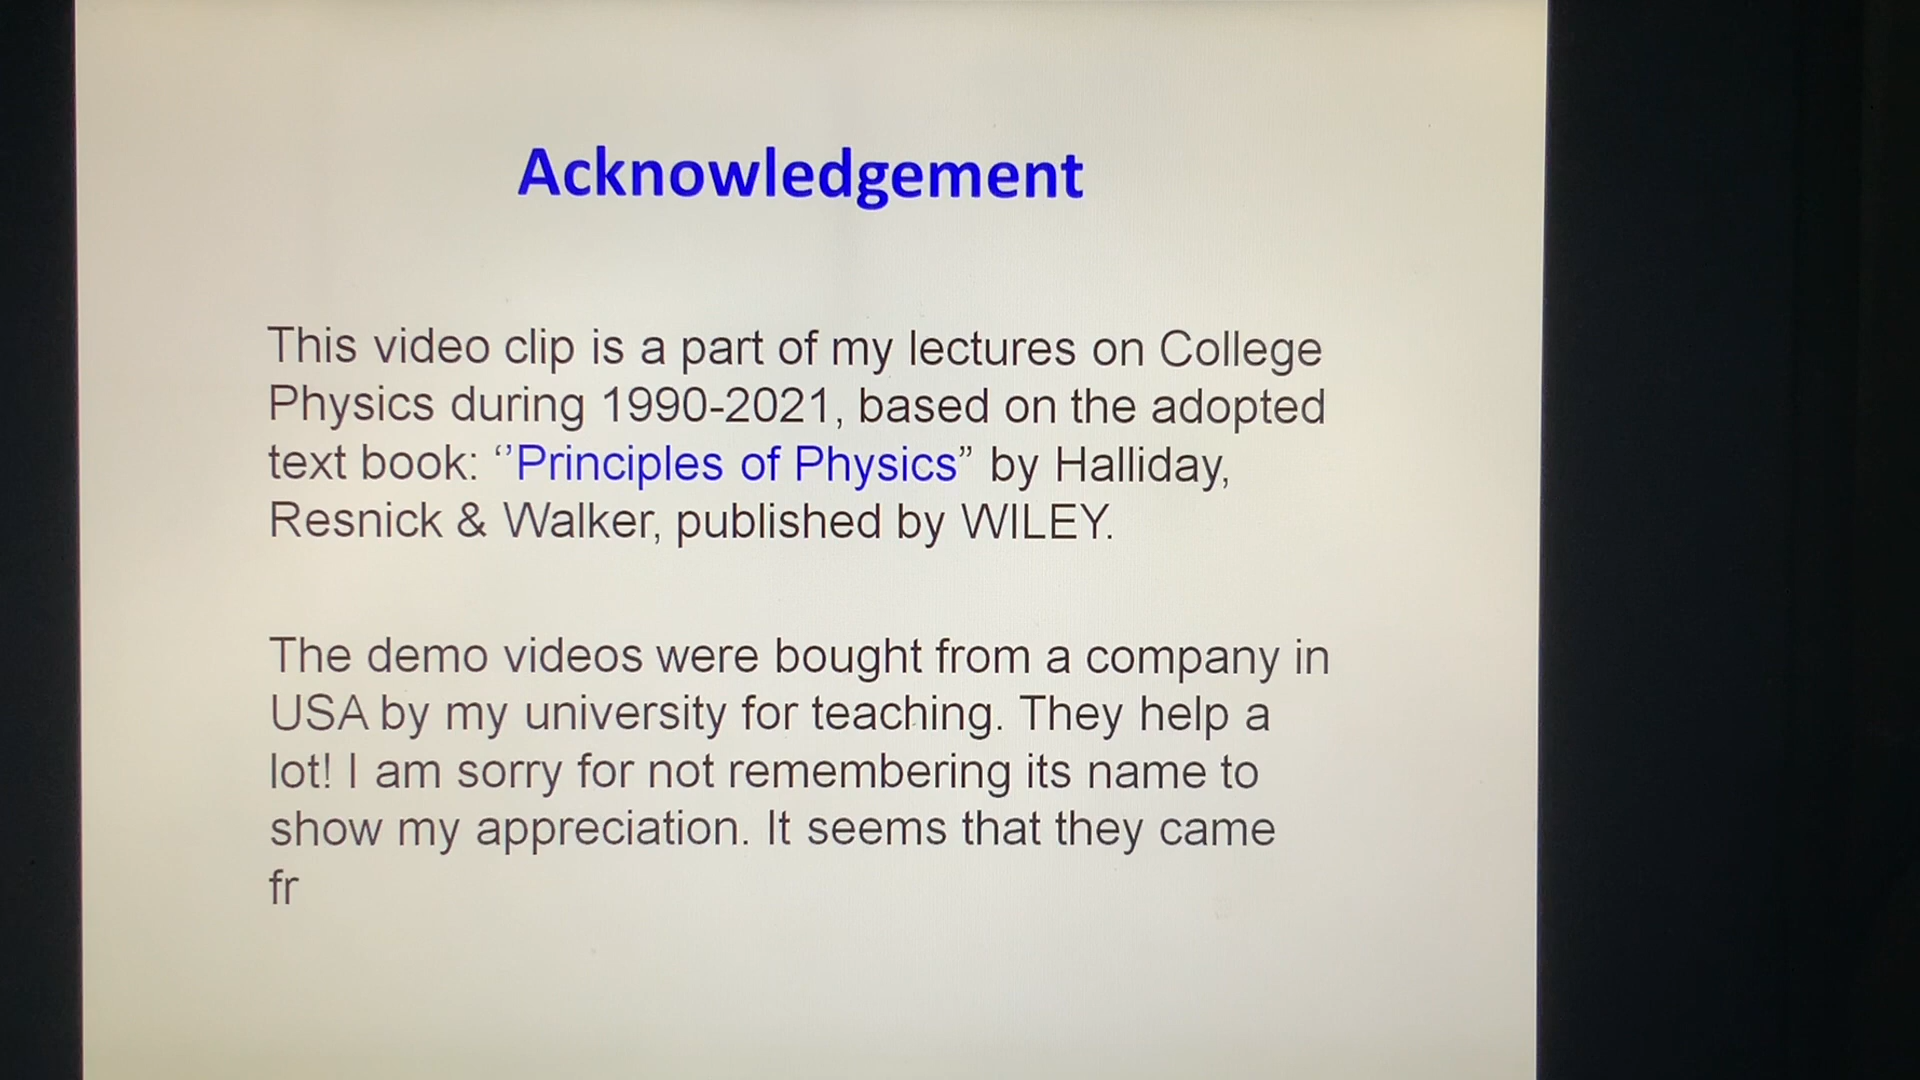 Acknowledgement
This video clip is a part of my lectures on College
Physics during 1990-2021, based on the adopted
text book: ‘’Principles of Physics” by Halliday,
Resnick & Walker, published by WILEY.
The demo videos were bought from a company in
USA by my university for teaching. They help a
lot! I am sorry for not remembering its name to
show my appreciation. It seems that they came
fr